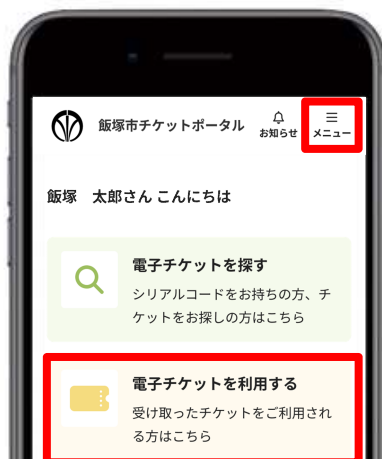 飯塚市チケットポータル
お知らせ
メニュー
飯塚　太郎さん こんにちは
電子チケットを探す
シリアルコードをお持ちの方、チ
ケットをお探しの方はこちら
電子チケットを利用する
受け取ったチケットをご利用され
る方はこちら